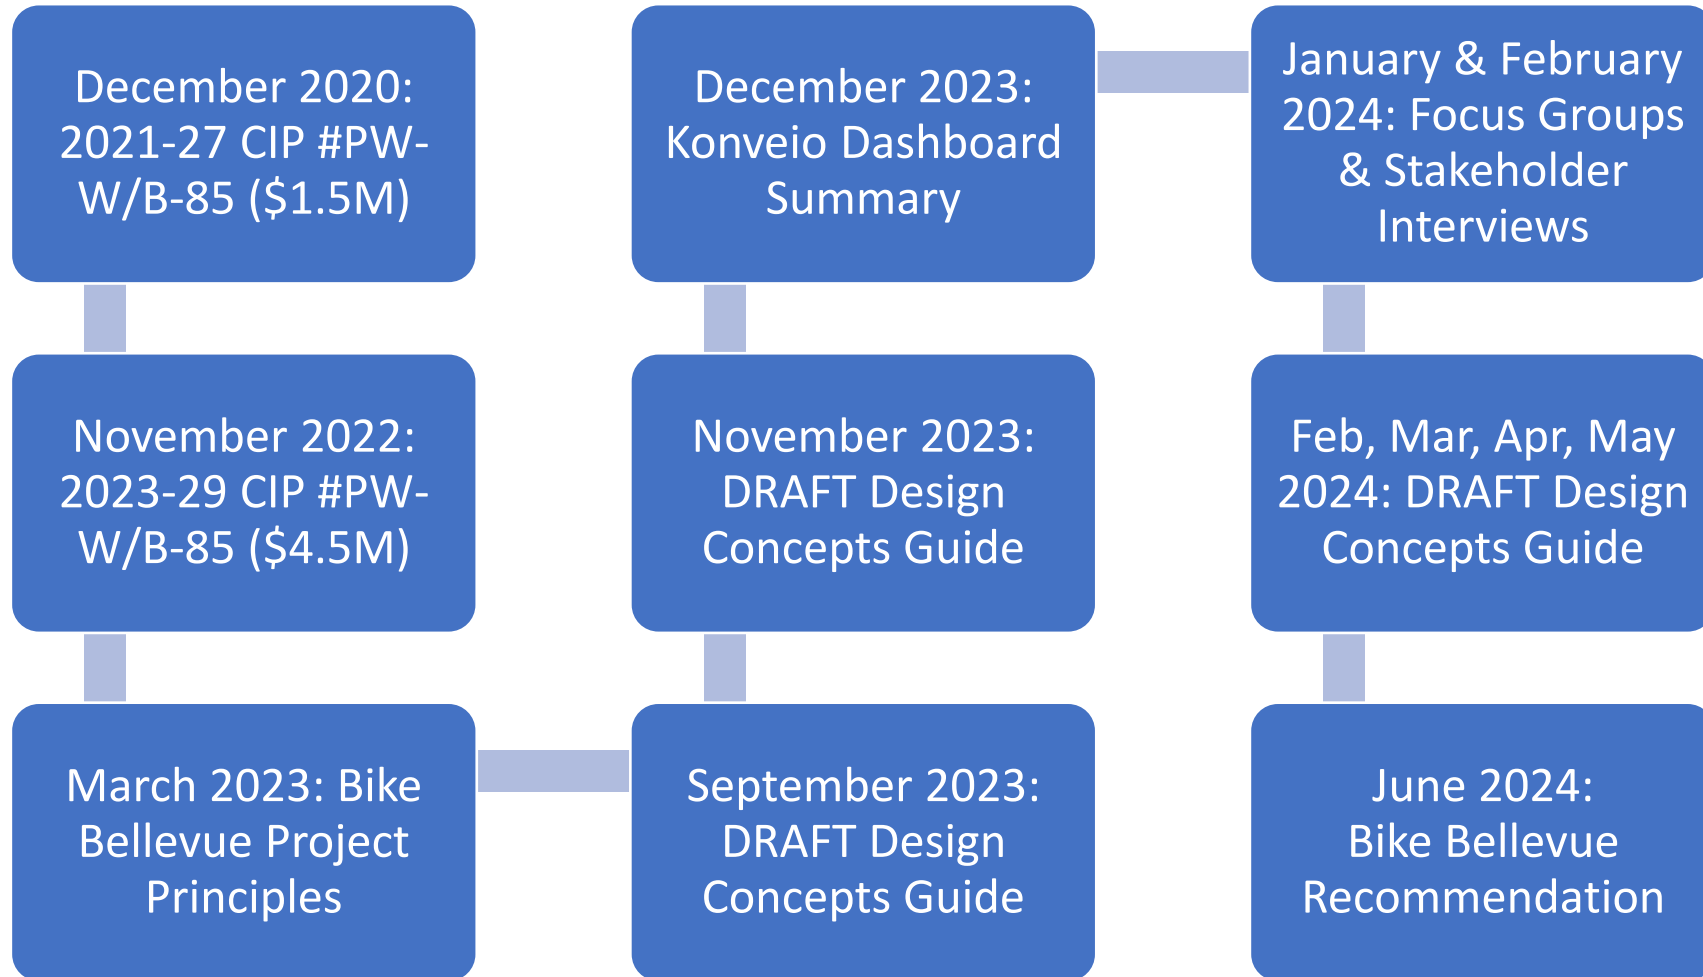 December 2020:
2021-27 CIP #PW-
W/B-85 ($1.5M)
November 2022:
2023-29 CIP #PW-
W/B-85 ($4.5M)
March 2023: Bike
Bellevue Project
Principles
September 2023:
DRAFT Design
Concepts Guide
November 2023:
DRAFT Design
Concepts Guide
December 2023:
Konveio Dashboard
Summary
January & February
2024: Focus Groups
& Stakeholder
Interviews
Feb, Mar, Apr, May
2024: DRAFT Design
Concepts Guide
June 2024:
Bike Bellevue
Recommendation